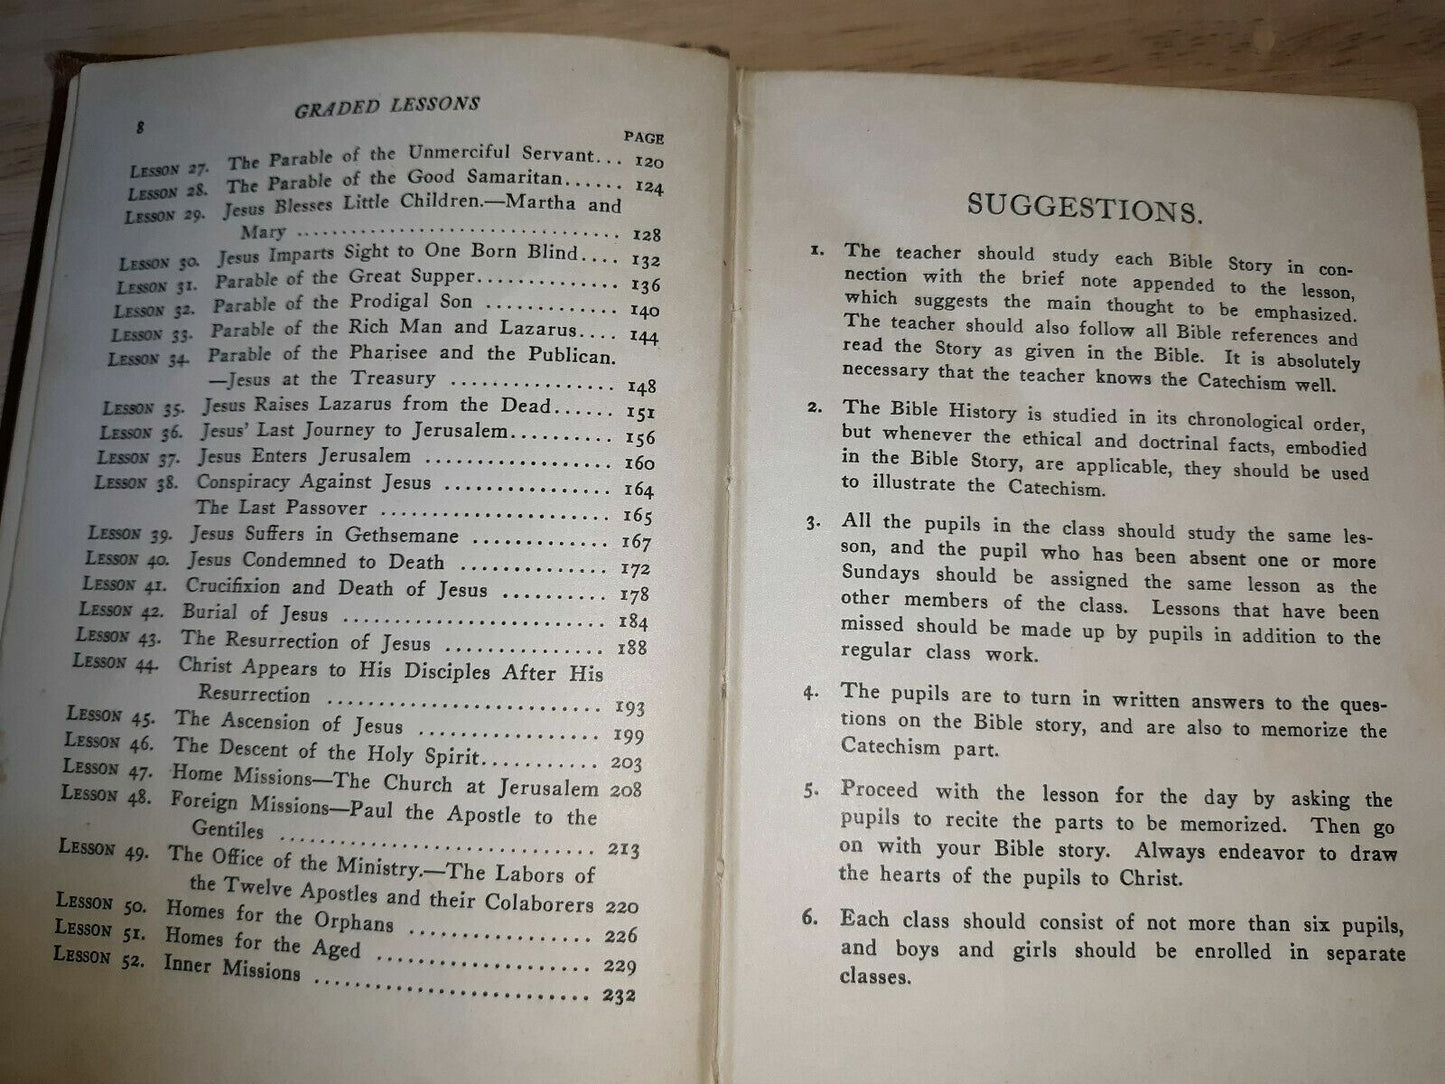 8
GRADED LESSONS
PAGE
LESSON 27. The Parable of the Unmerciful Servant... 120
LESSON 28. The Parable of the Good Samaritan...... 124
LESSON 29. Jesus Blesses Little Children.—Martha and
Mary ................................ 128
LESSON 30. Jesus Imparts Sight to One Born Blind.... 132
LESSON 31. Parable of the Great Supper.............. 136
LESSON 32. Parable of the Prodigal Son ............. 140
LESSON 33. Parable of the Rich Man and Lazarus.... 144
LESSON 34. Parable of the Pharisee and the Publican.
—Jesus at the Treasury ................ 148
LESSON 35. Jesus Raises Lazarus from the Dead...... 151
LESSON 36. Jesus' Last Journey to Jerusalem.......... 156
LESSON 37. Jesus Enters Jerusalem .................. 160
LESSON 38. Conspiracy Against Jesus ................ 164
The Last Passover ...................... 165
LESSON 39. Jesus Suffers in Gethsemane ............. 167
LESSON 40. Jesus Condemned to Death .............. 172
LESSON 41. Crucifixion and Death of Jesus .......... 178
LESSON 42. Burial of Jesus ......................... 184
LESSON 43. The Resurrection of Jesus ............... 188
LESSON 44. Christ Appears to His Disciples After His
Resurrection .......................... 193
LESSON 45. The Ascension of Jesus ................. 199
LESSON 46. The Descent of the Holy Spirit........... 203
LESSON 47. Home Missions—The Church at Jerusalem 208
LESSON 48. Foreign Missions—Paul the Apostle to the
Gentiles .............................. 213
LESSON 49. The Office of the Ministry.—The Labors of
the Twelve Apostles and their Colaborers 220
LESSON 50. Homes for the Orphans ................. 226
LESSON 51. Homes for the Aged .................... 229
LESSON 52. Inner Missions ......................... 232
SUGGESTIONS.
1. The teacher should study each Bible Story in con-
nection with the brief note appended to the lesson,
which suggests the main thought to be emphasized.
The teacher should also follow all Bible references and
read the Story as given in the Bible. It is absolutely
necessary that the teacher knows the Catechism well.
2. The Bible History is studied in its chronological order,
but whenever the ethical and doctrinal facts, embodied
in the Bible Story, are applicable, they should be used
to illustrate the Catechism.
3. All the pupils in the class should study the same les-
son, and the pupil who has been absent one or more
Sundays should be assigned the same lesson as the
other members of the class. Lessons that have been
missed should be made up by pupils in addition to the
regular class work.
4. The pupils are to turn in written answers to the ques-
tions on the Bible story, and are also to memorize the
Catechism part.
5. Proceed with the lesson for the day by asking the
pupils to recite the parts to be memorized. Then go
on with your Bible story. Always endeavor to draw
the hearts of the pupils to Christ.
6. Each class should consist of not more than six pupils,
and boys and girls should be enrolled in separate
classes.